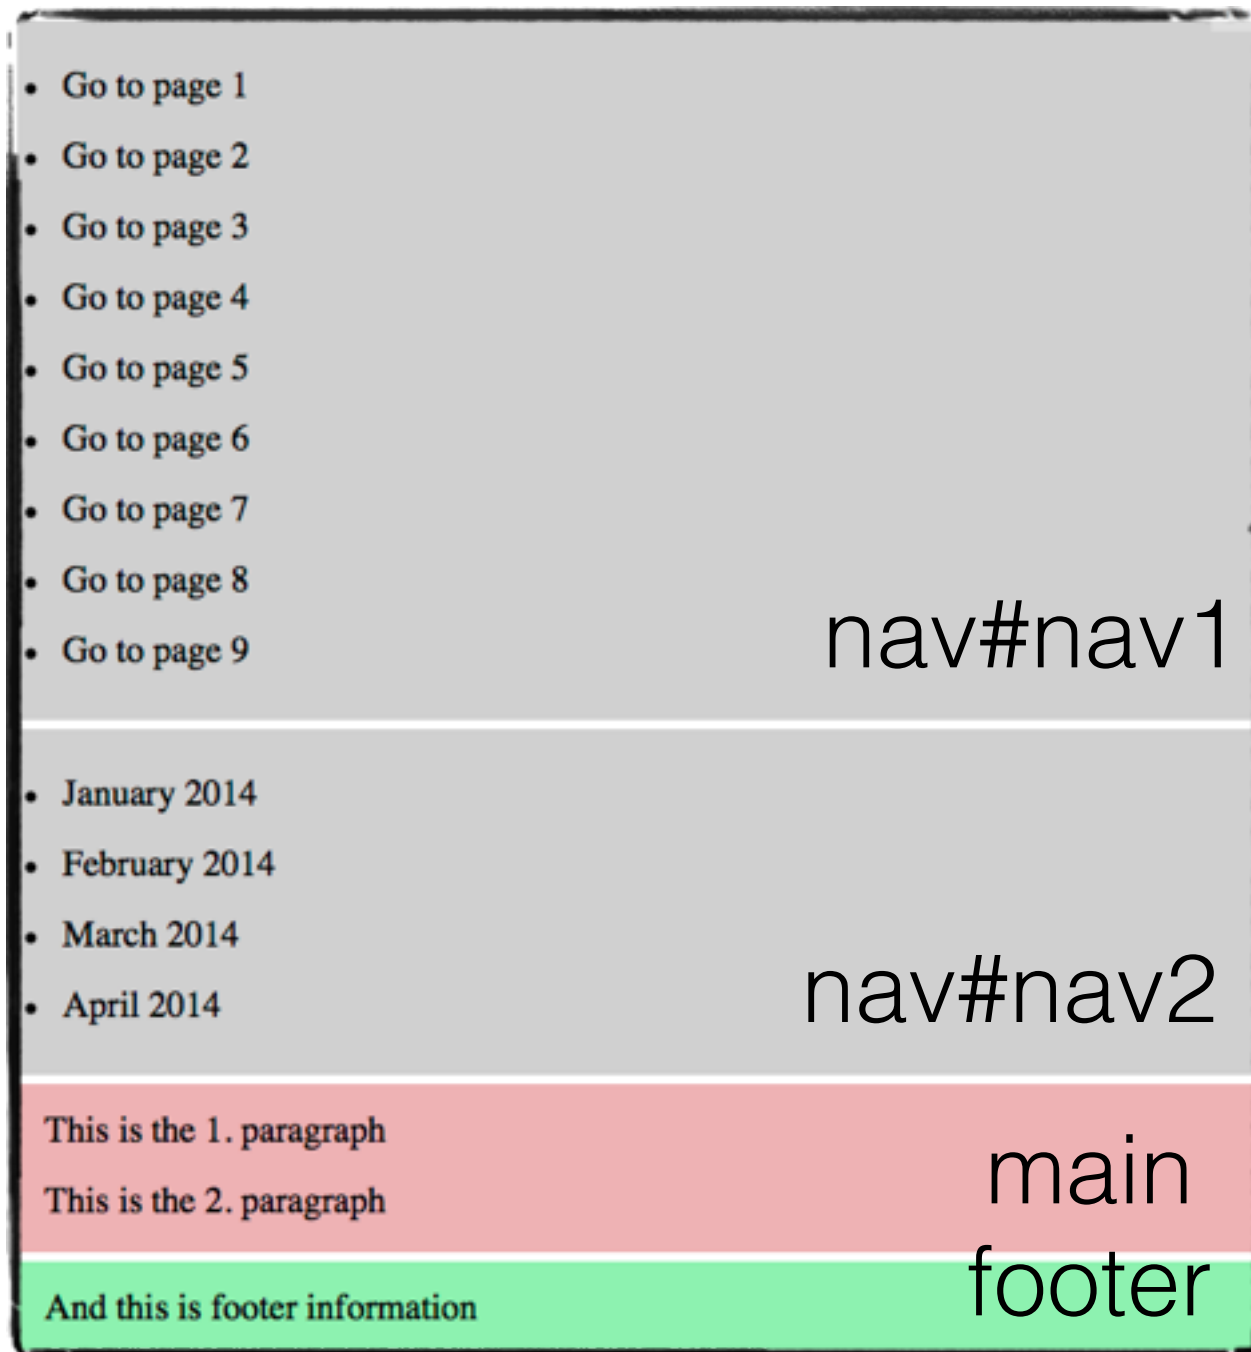 • Go to page 1
• Go to page 2
• Go to page 3
• Go to page 4
• Go to page 5
• Go to page 6
• Go to page 7
• Go to page 8
• Go to page 9
nav#nav1
• January 2014
• February 2014
• March 2014
• April 2014
nav#nav2
This is the 1. paragraph
This is the 2. paragraph
main
And this is footer information
footer